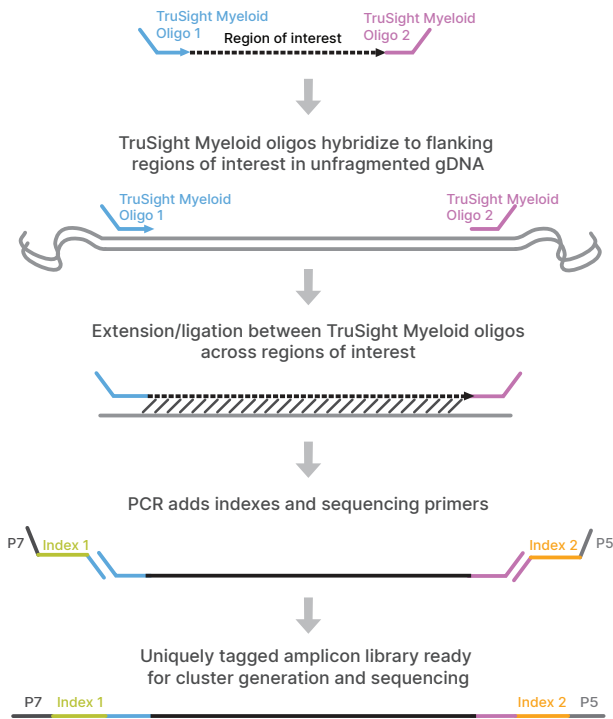 TruSight Myeloid
Oligo 1
Region of interest
TruSight Myeloid
Oligo 2
TruSight Myeloid oligos hybridize to flanking
regions of interest in unfragmented gDNA
TruSight Myeloid
Oligo 1
TruSight Myeloid
Oligo 2
Extension/ligation between TruSight Myeloid oligos
across regions of interest
PCR adds indexes and sequencing primers
P7
Index 1
Index 2
P5
Uniquely tagged amplicon library ready
for cluster generation and sequencing
P7
Index 1
Index 2
P5